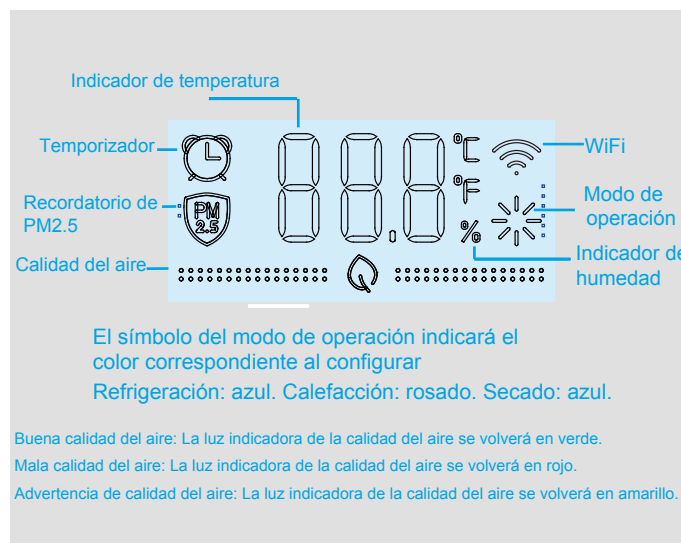 Indicador de temperatura
Temporizador
WiFi
°C
°F
%
PM
2.5
Recordatorio de
PM2.5
Modo de
operación
Calidad del aire
Indicador de
humedad
El símbolo del modo de operación indicará el
color correspondiente al configurar
Refrigeración: azul. Calefacción: rosado. Secado: azul.
Buena calidad del aire: La luz indicadora de la calidad del aire se volverá en verde.
Mala calidad del aire: La luz indicadora de la calidad del aire se volverá en rojo.
Advertencia de calidad del aire: La luz indicadora de la calidad del aire se volverá en amarillo.